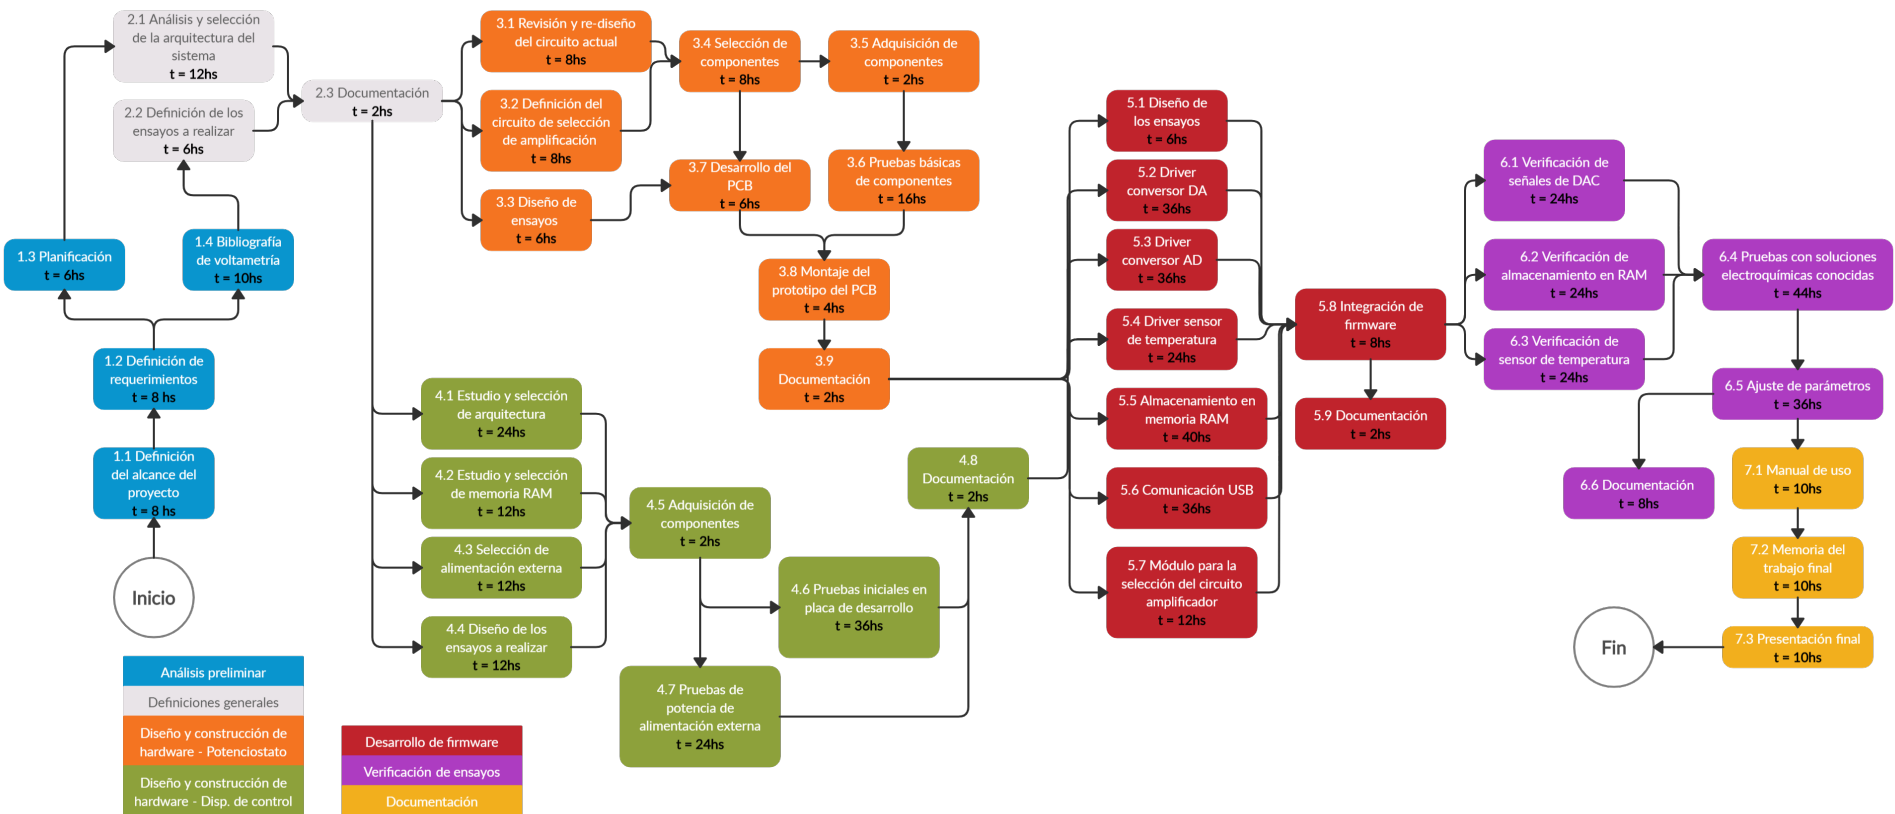 2.1 Análisis y selección
de la arquitectura del
sistema
t = 12hs
2.2 Definición de los
ensayos a realizar
t = 6hs
1.3 Planificación
t = 6hs
1.4 Bibliografía
de voltametría
t = 10hs
1.2 Definición de
requerimientos
t = 8 hs
1.1 Definición
del alcance del
proyecto
t = 8 hs
Inicio
2.3 Documentación
t = 2hs
3.1 Revisión y re-diseño
del circuito actual
t = 8hs
3.2 Definición del
circuito de selección
de amplificación
t = 8hs
3.3 Diseño de
ensayos
t = 6hs
3.4 Selección de
componentes
t = 8hs
3.5 Adquisición de
componentes
t = 2hs
3.7 Desarrollo del
PCB
t = 6hs
3.6 Pruebas básicas
de componentes
t = 16hs
3.8 Montaje del
prototipo del PCB
t = 4hs
3.9
Documentación
t = 2hs
4.1 Estudio y selección
de arquitectura
t = 24hs
4.2 Estudio y selección
de memoria RAM
t = 12hs
4.3 Selección de
alimentación externa
t = 12hs
4.4 Diseño de los
ensayos a realizar
t = 12hs
4.5 Adquisición de
componentes
t = 2hs
4.6 Pruebas iniciales en
placa de desarrollo
t = 36hs
4.7 Pruebas de
potencia de
alimentación externa
t = 24hs
4.8
Documentación
t = 2hs
5.1 Diseño de
los ensayos
t = 6hs
5.2 Driver
conversor DA
t = 36hs
5.3 Driver
conversor AD
t = 36hs
5.4 Driver sensor
de temperatura
t = 24hs
5.5 Almacenamiento en
memoria RAM
t = 40hs
5.6 Comunicación USB
t = 36hs
5.7 Módulo para la
selección del circuito
amplificador
t = 12hs
5.8 Integración de
firmware
t = 8hs
5.9 Documentación
t = 2hs
6.1 Verificación de
señales de DAC
t = 24hs
6.2 Verificación de
almacenamiento en RAM
t = 24hs
6.3 Verificación de
sensor de temperatura
t = 24hs
6.4 Pruebas con soluciones
electroquímicas conocidas
t = 44hs
6.5 Ajuste de parámetros
t = 36hs
6.6 Documentación
t = 8hs
7.1 Manual de uso
t = 10hs
7.2 Memoria del
trabajo final
t = 10hs
7.3 Presentación final
t = 10hs
Fin
Análisis preliminar
Definiciones generales
Diseño y construcción de
hardware - Potenciostato
Diseño y construcción de
hardware - Disp. de control
Desarrollo de firmware
Verificación de ensayos
Documentación